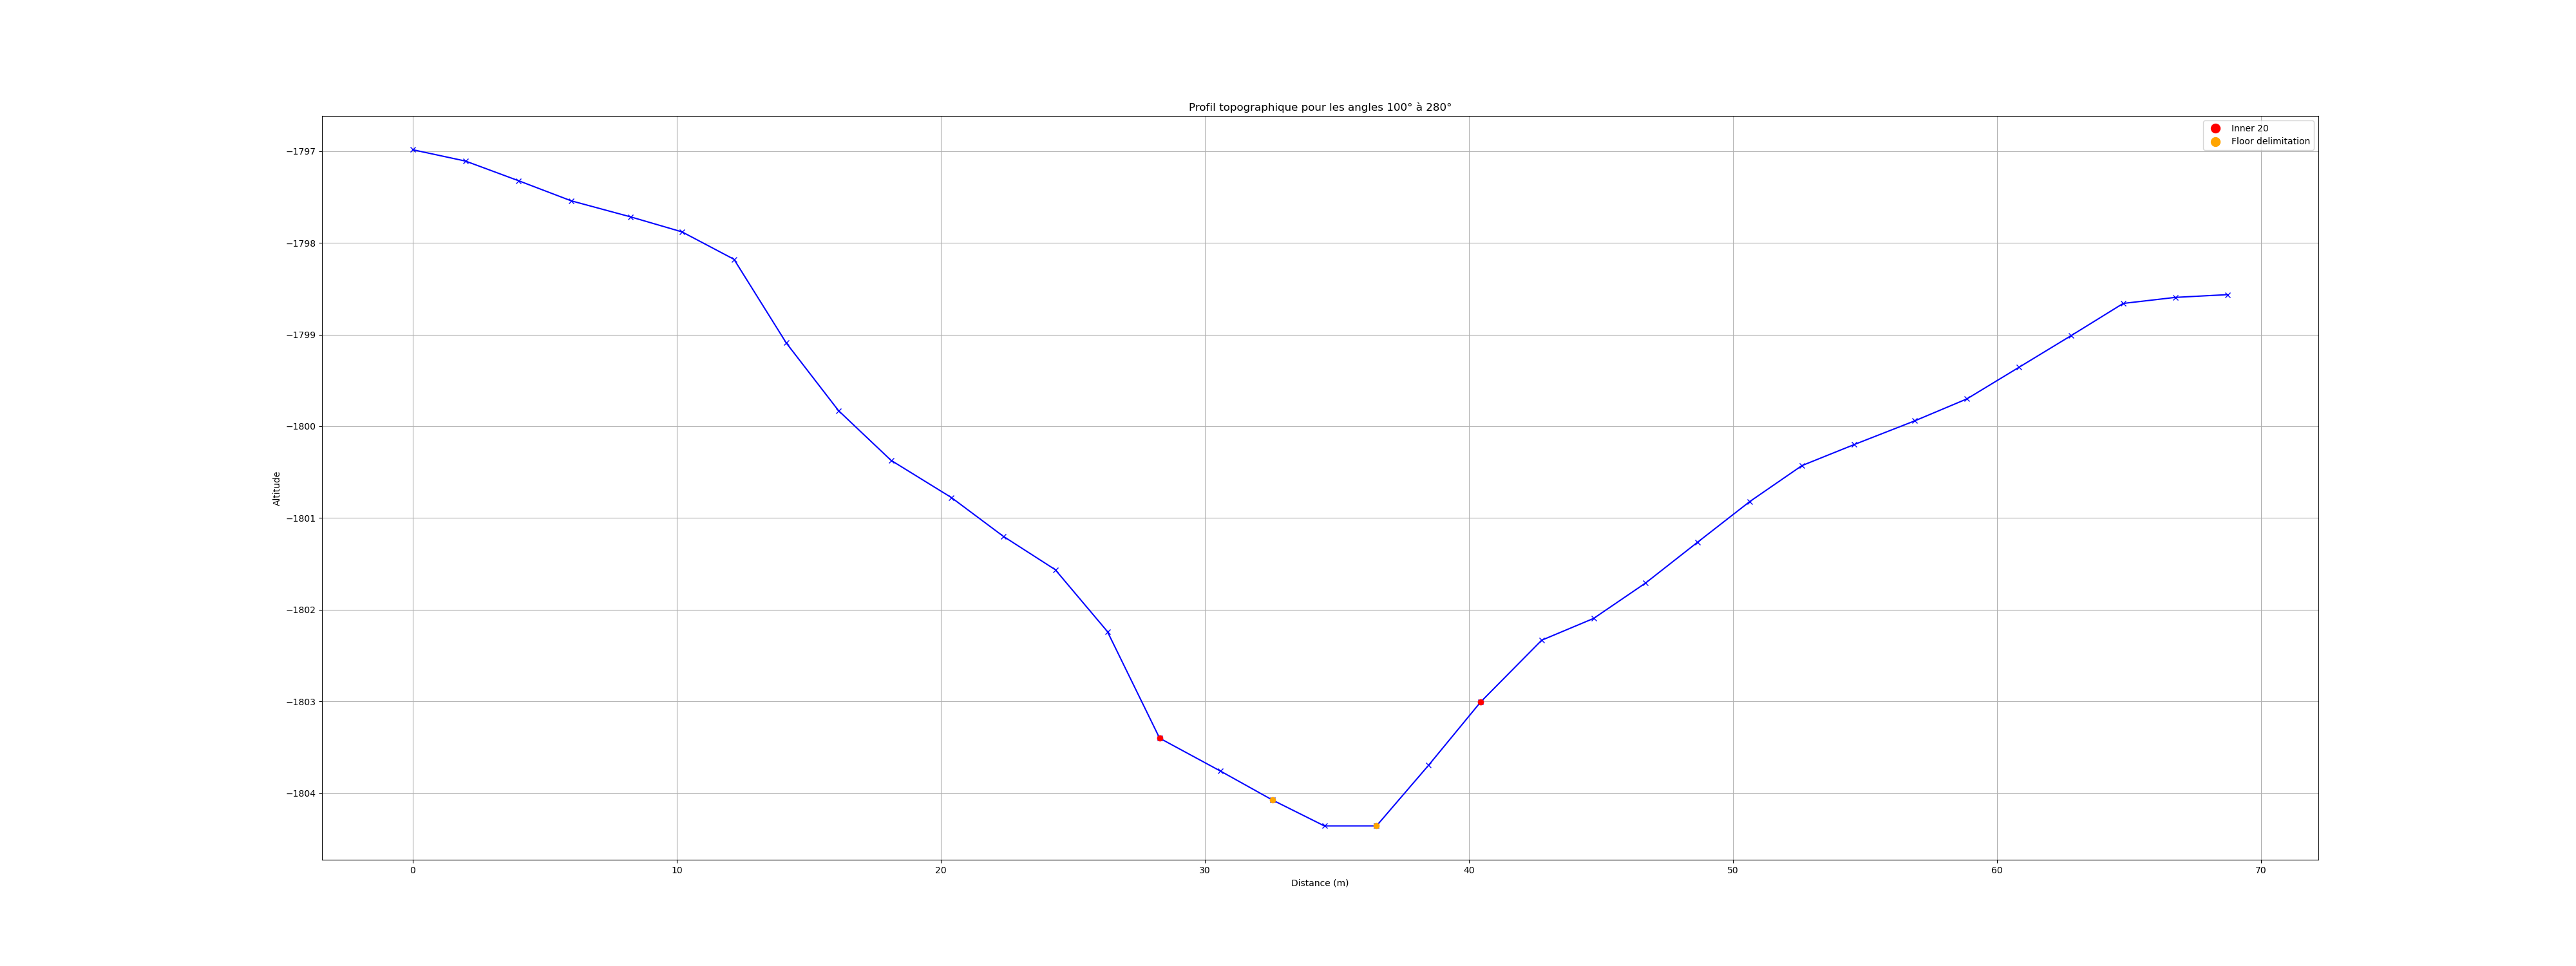 Profil topographique pour les angles 100° à 280°
Inner 20
Floor delimitation
−1797
−1798
−1799
−1800
−1801
−1802
−1803
−1804
Altitude
0 10 20 30 40 50 60 70
Distance (m)